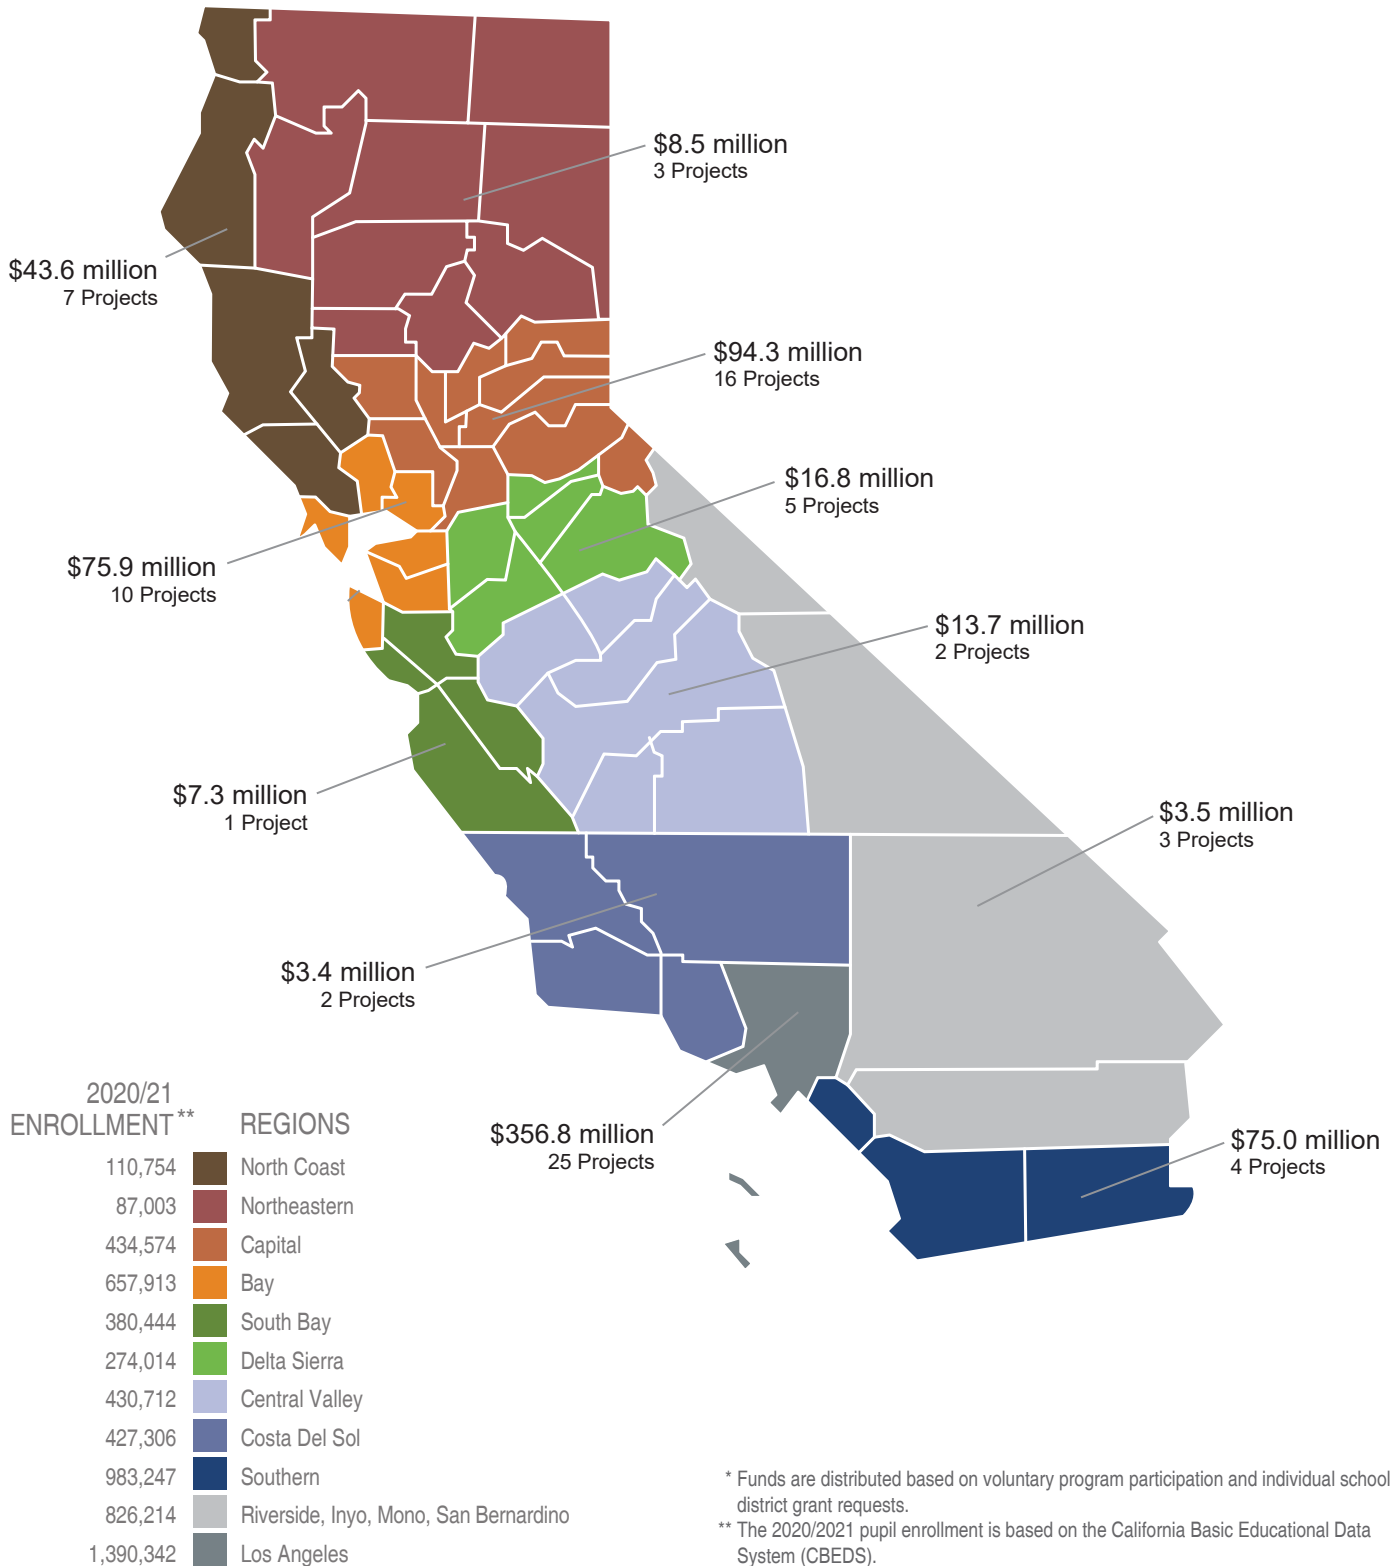 $8.5 million
3 Projects
$43.6 million
7 Projects
$94.3 million
16 Projects
$16.8 million
5 Projects
$75.9 million
10 Projects
$13.7 million
2 Projects
$7.3 million
1 Project
$3.5 million
3 Projects
$3.4 million
2 Projects
$356.8 million
25 Projects
$75.0 million
4 Projects
2020/21
ENROLLMENT** REGIONS
110,754 North Coast
87,003 Northeastern
434,574 Capital
657,913 Bay
380,444 South Bay
274,014 Delta Sierra
430,712 Central Valley
427,306 Costa Del Sol
983,247 Southern
826,214 Riverside, Inyo, Mono, San Bernardino
1,390,342 Los Angeles
* Funds are distributed based on voluntary program participation and individual school
district grant requests.
** The 2020/2021 pupil enrollment is based on the California Basic Educational Data
System (CBEDS).